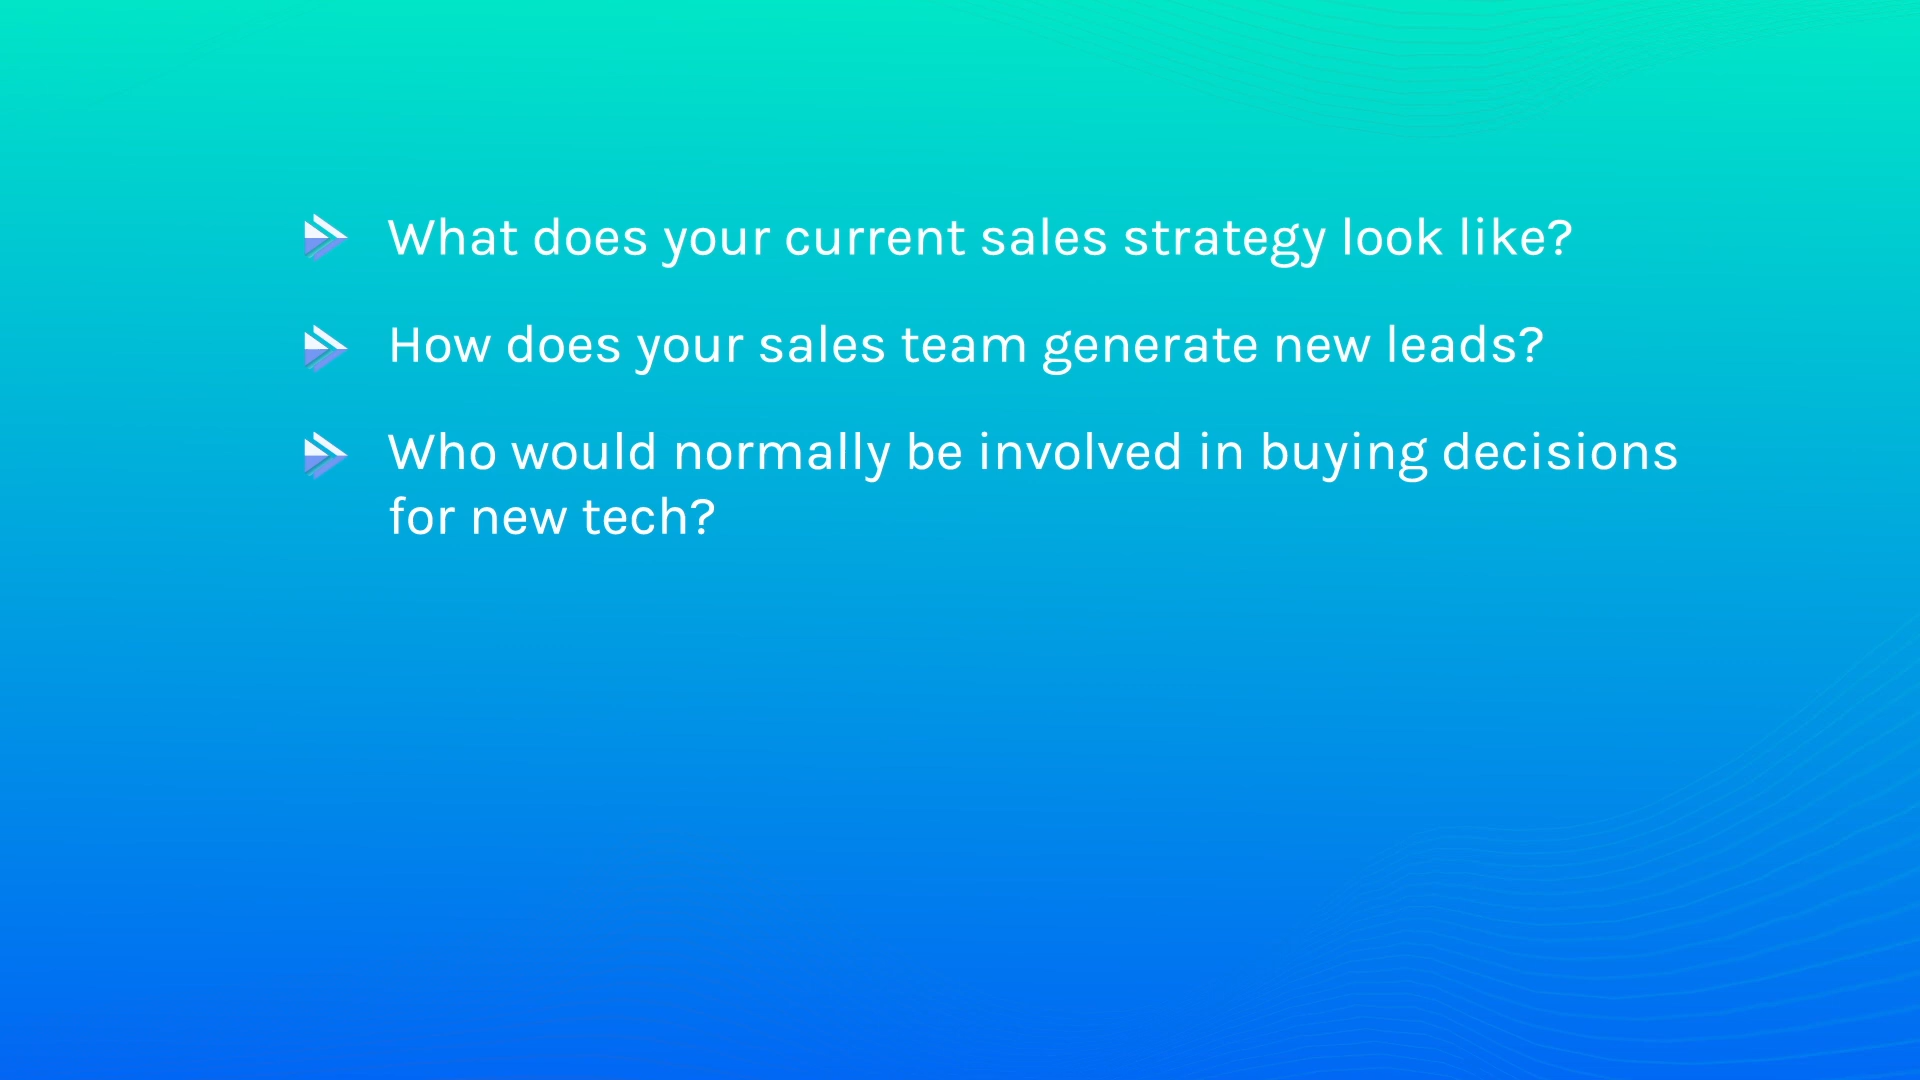 What does your current sales strategy look like?
How does your sales team generate new leads?
Who would normally be involved in buying decisions
for new tech?